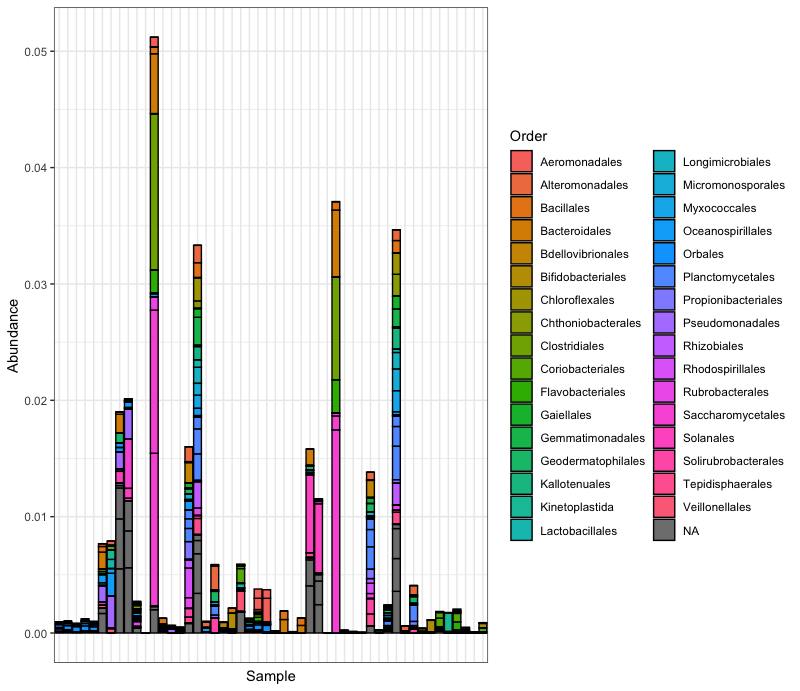 0.05
0.04
0.03
0.02
0.01
0.00
Abundance
Sample
Order
Aeromonadales
Alteromonadales
Bacillales
Bacteroidales
Bdellovibrionales
Bifidobacteriales
Chloroflexales
Chthoniobacterales
Clostridiales
Coriobacteriales
Flavobacteriales
Gaiellales
Gemmatimonadales
Geodermatophilales
Kallotenuales
Kinetoplastida
Lactobacillales
Longimicrobiales
Micromonosporales
Myxococcales
Oceanospirillales
Orbales
Planctomycetales
Propionibacteriales
Pseudomonadales
Rhizobiales
Rhodospirillales
Rubrobacterales
Saccharomycetales
Solanales
Solirubrobacterales
Tepidisphaerales
Veillonellales
NA